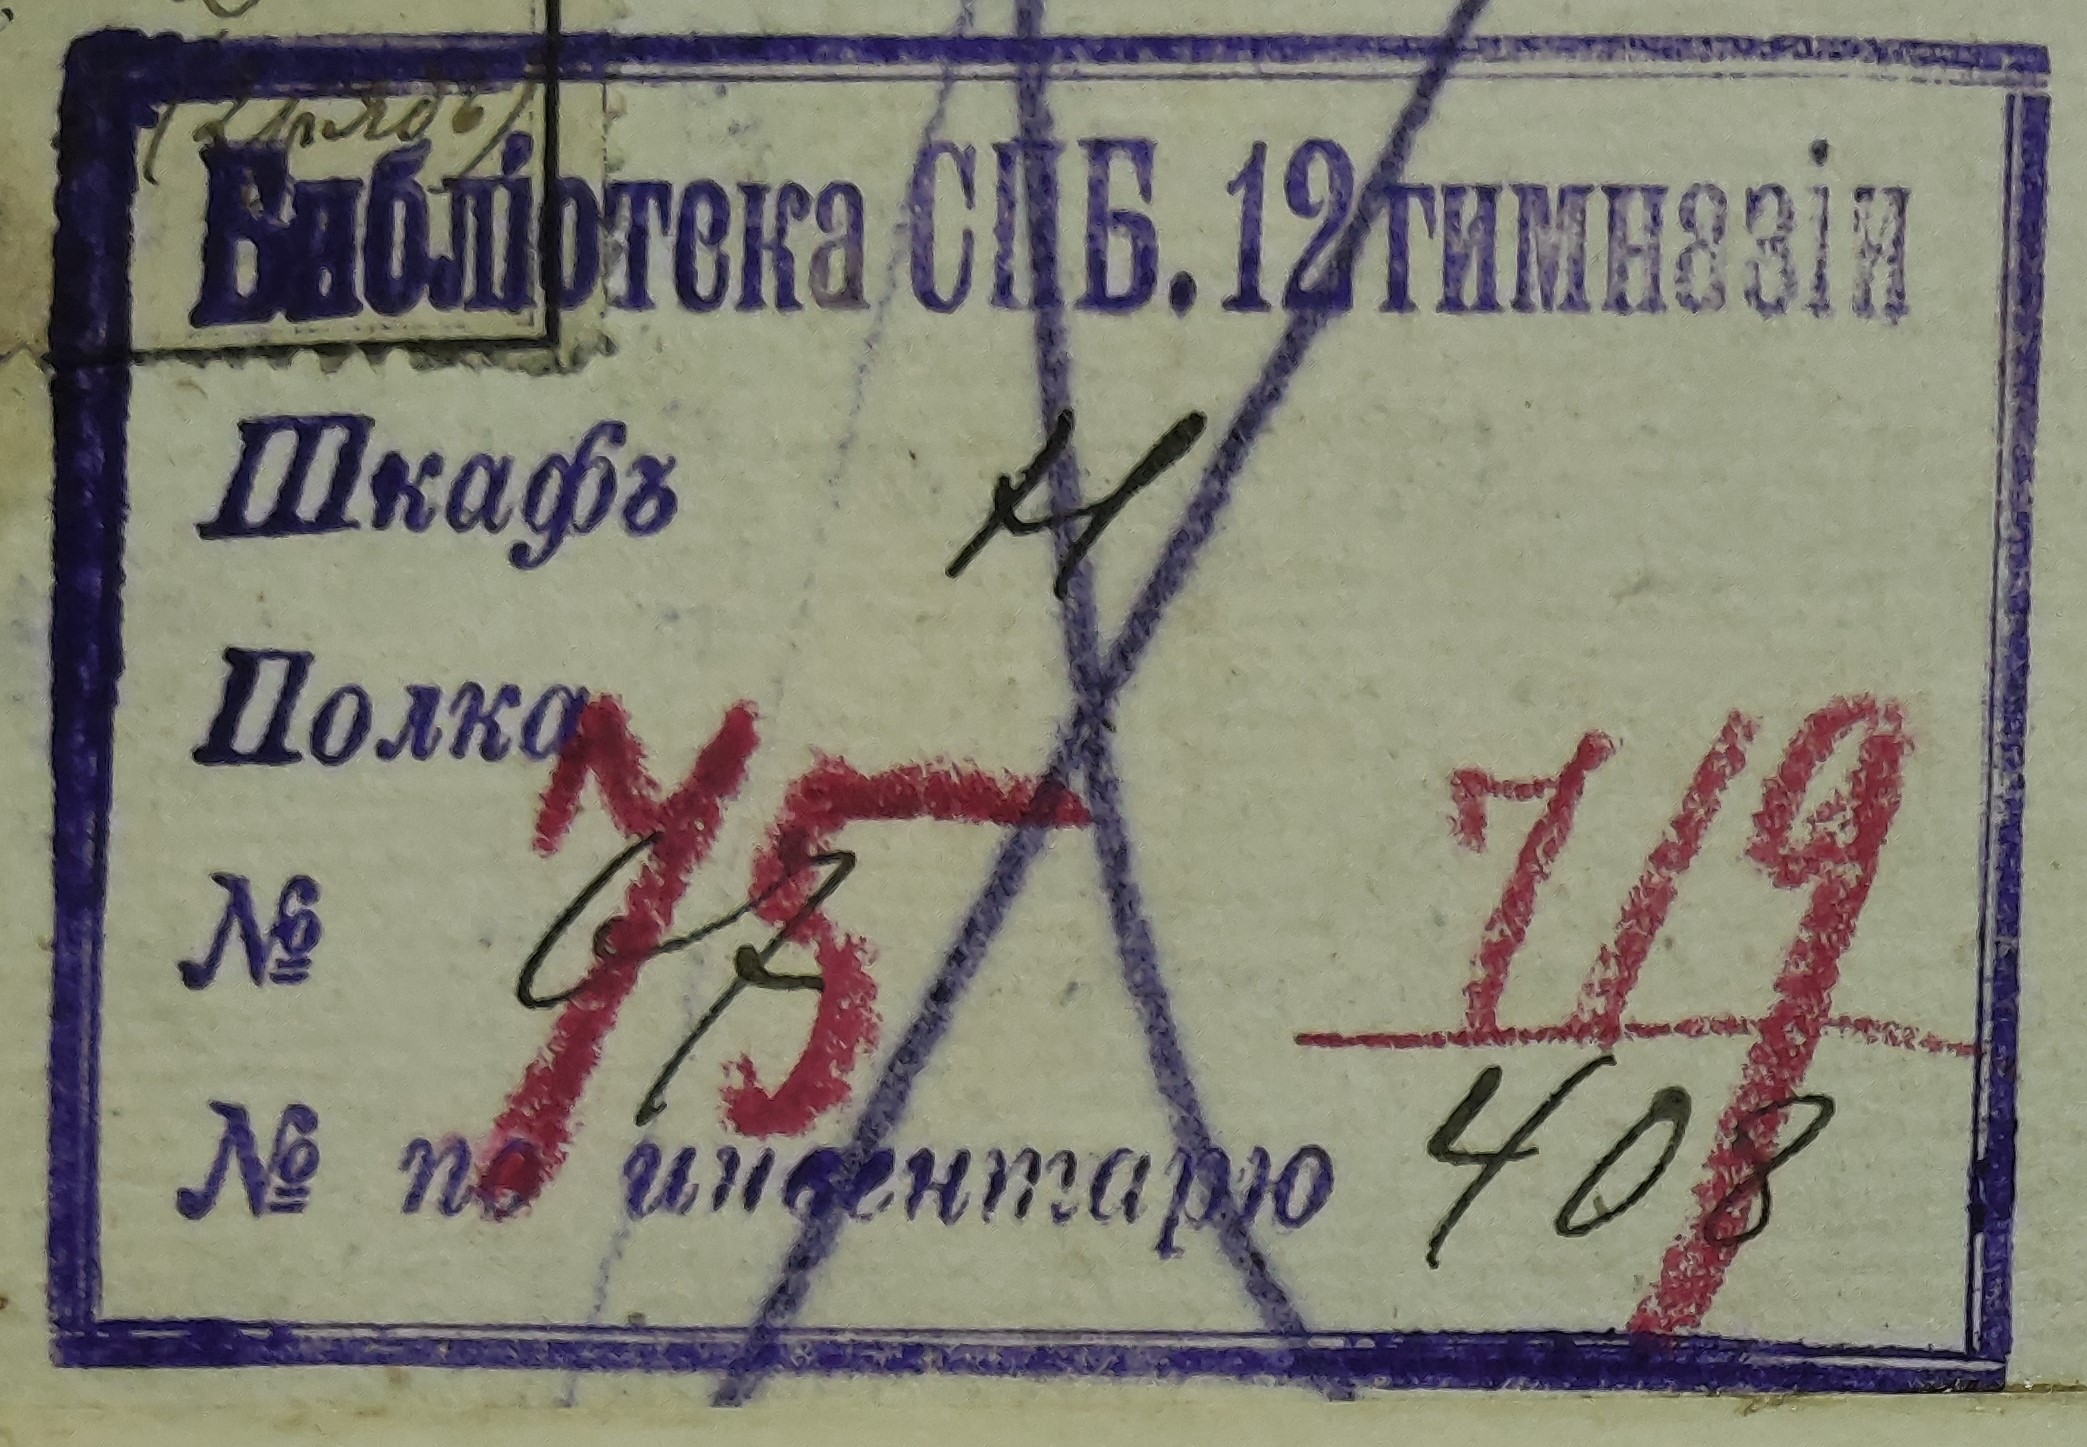 Библіотека СПБ. 12 гимназіи
Шкафъ
Полка
75
719
№
№ по инвентарю 408